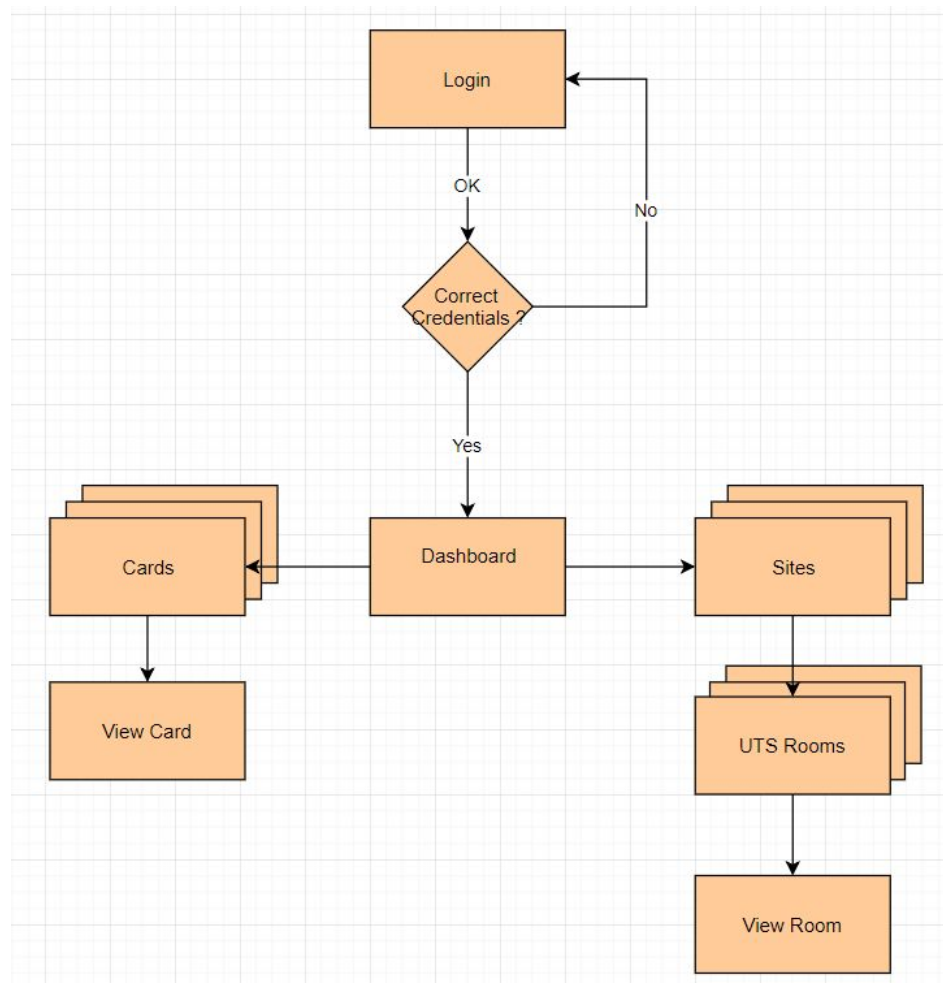 Login
OK
No
Correct
Credentials ?
Yes
Cards
Dashboard
Sites
View Card
UTS Rooms
View Room